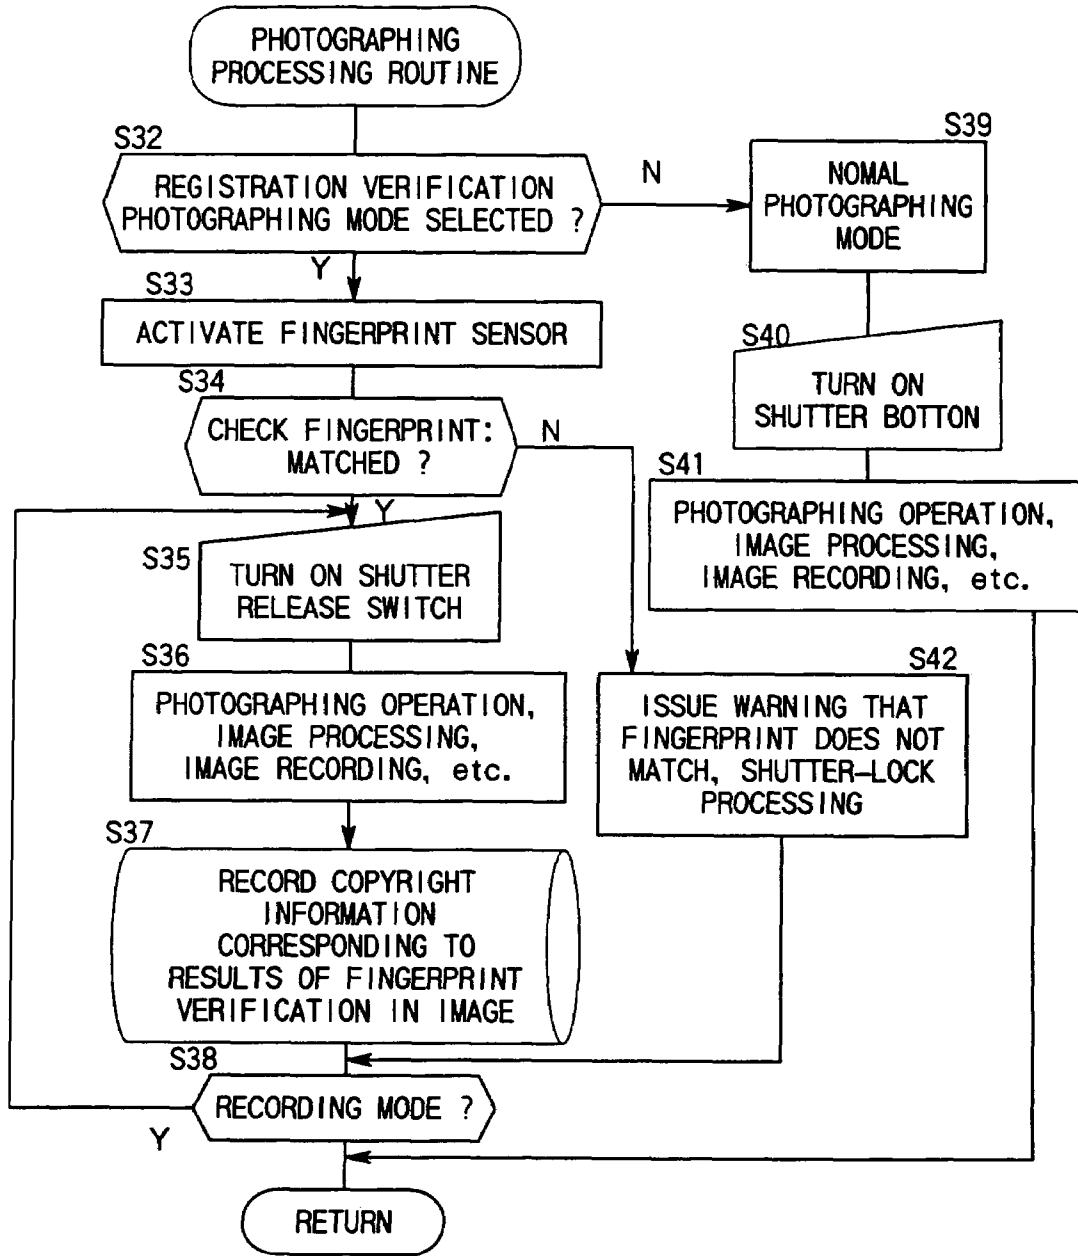 PHOTOGRAPHING
PROCESSING ROUTINE
S32
REGISTRATION VERIFICATION
PHOTOGRAPHING MODE SELECTED ?
N
Y
S39
NOMAL
PHOTOGRAPHING
MODE
S33
ACTIVATE FINGERPRINT SENSOR
S40
TURN ON
SHUTTER BOTTON
S34
CHECK FINGERPRINT:
MATCHED ?
N
Y
S41
PHOTOGRAPHING OPERATION,
IMAGE PROCESSING,
IMAGE RECORDING, etc.
S35
TURN ON SHUTTER
RELEASE SWITCH
S36
PHOTOGRAPHING OPERATION,
IMAGE PROCESSING,
IMAGE RECORDING, etc.
S42
ISSUE WARNING THAT
FINGERPRINT DOES NOT
MATCH, SHUTTER-LOCK
PROCESSING
S37
RECORD COPYRIGHT
INFORMATION
CORRESPONDING TO
RESULTS OF FINGERPRINT
VERIFICATION IN IMAGE
S38
RECORDING MODE ?
Y
RETURN